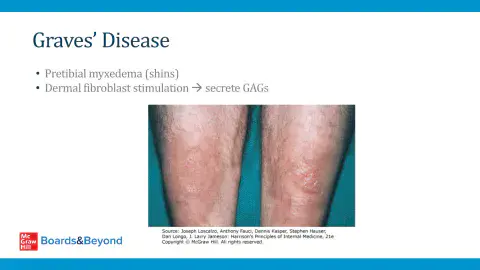 Graves’ Disease
• Pretibial myxedema (shins)
• Dermal fibroblast stimulation → secrete GAGs
Source: Joseph Loscalzo, Anthony Fauci, Dennis Kasper, Stephen Hauser,
Dan Longo, J. Larry Jameson: Harrison's Principles of Internal Medicine, 21e
Copyright © McGraw Hill. All rights reserved.
Mc
Graw
Hill
Boards&Beyond